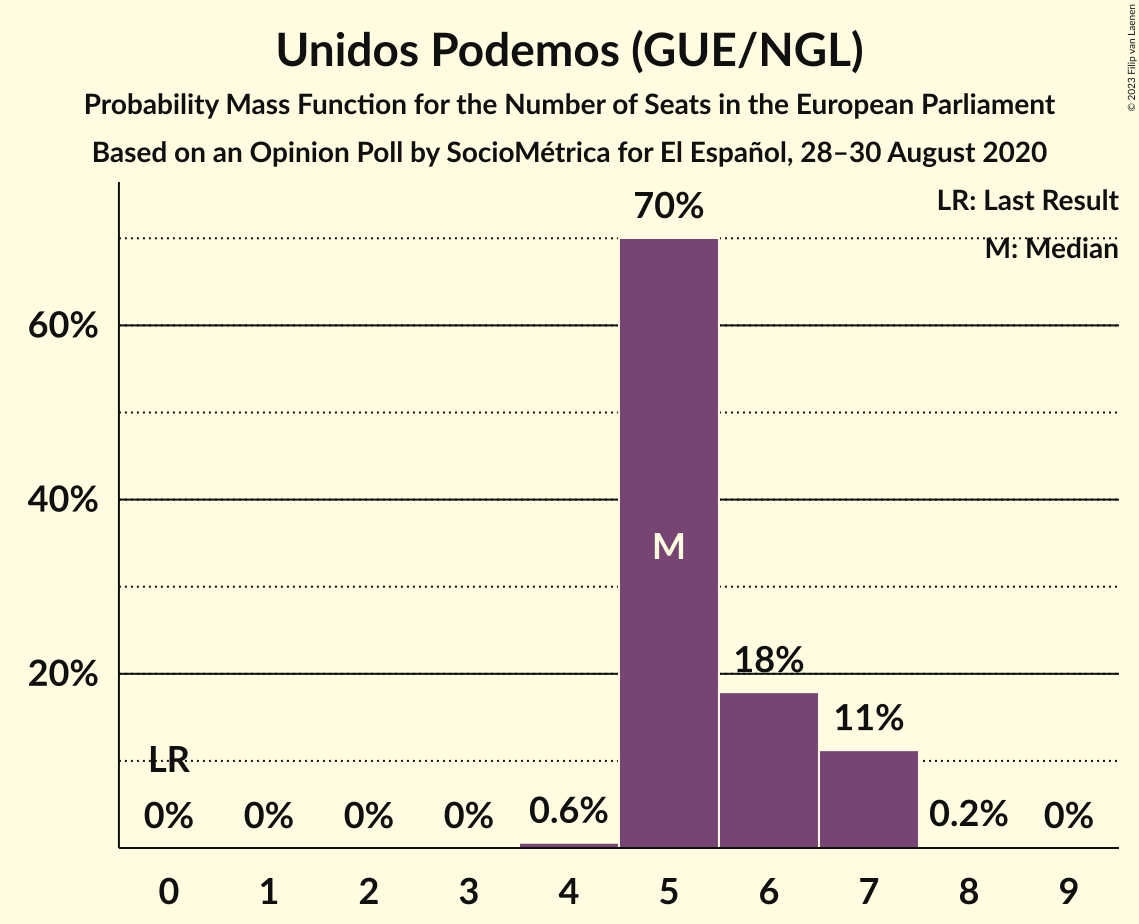 © 2023 Filip van Laenen
Unidos Podemos (GUE/NGL)
Probability Mass Function for the Number of Seats in the European Parliament
Based on an Opinion Poll by SocioMétrica for El Español, 28–30 August 2020
LR: Last Result
M: Median
70%
60%
40%
M
20%
18%
11%
LR
0% 0% 0% 0% 0.6% 0.2% 0%
0 1 2 3 4 5 6 7 8 9